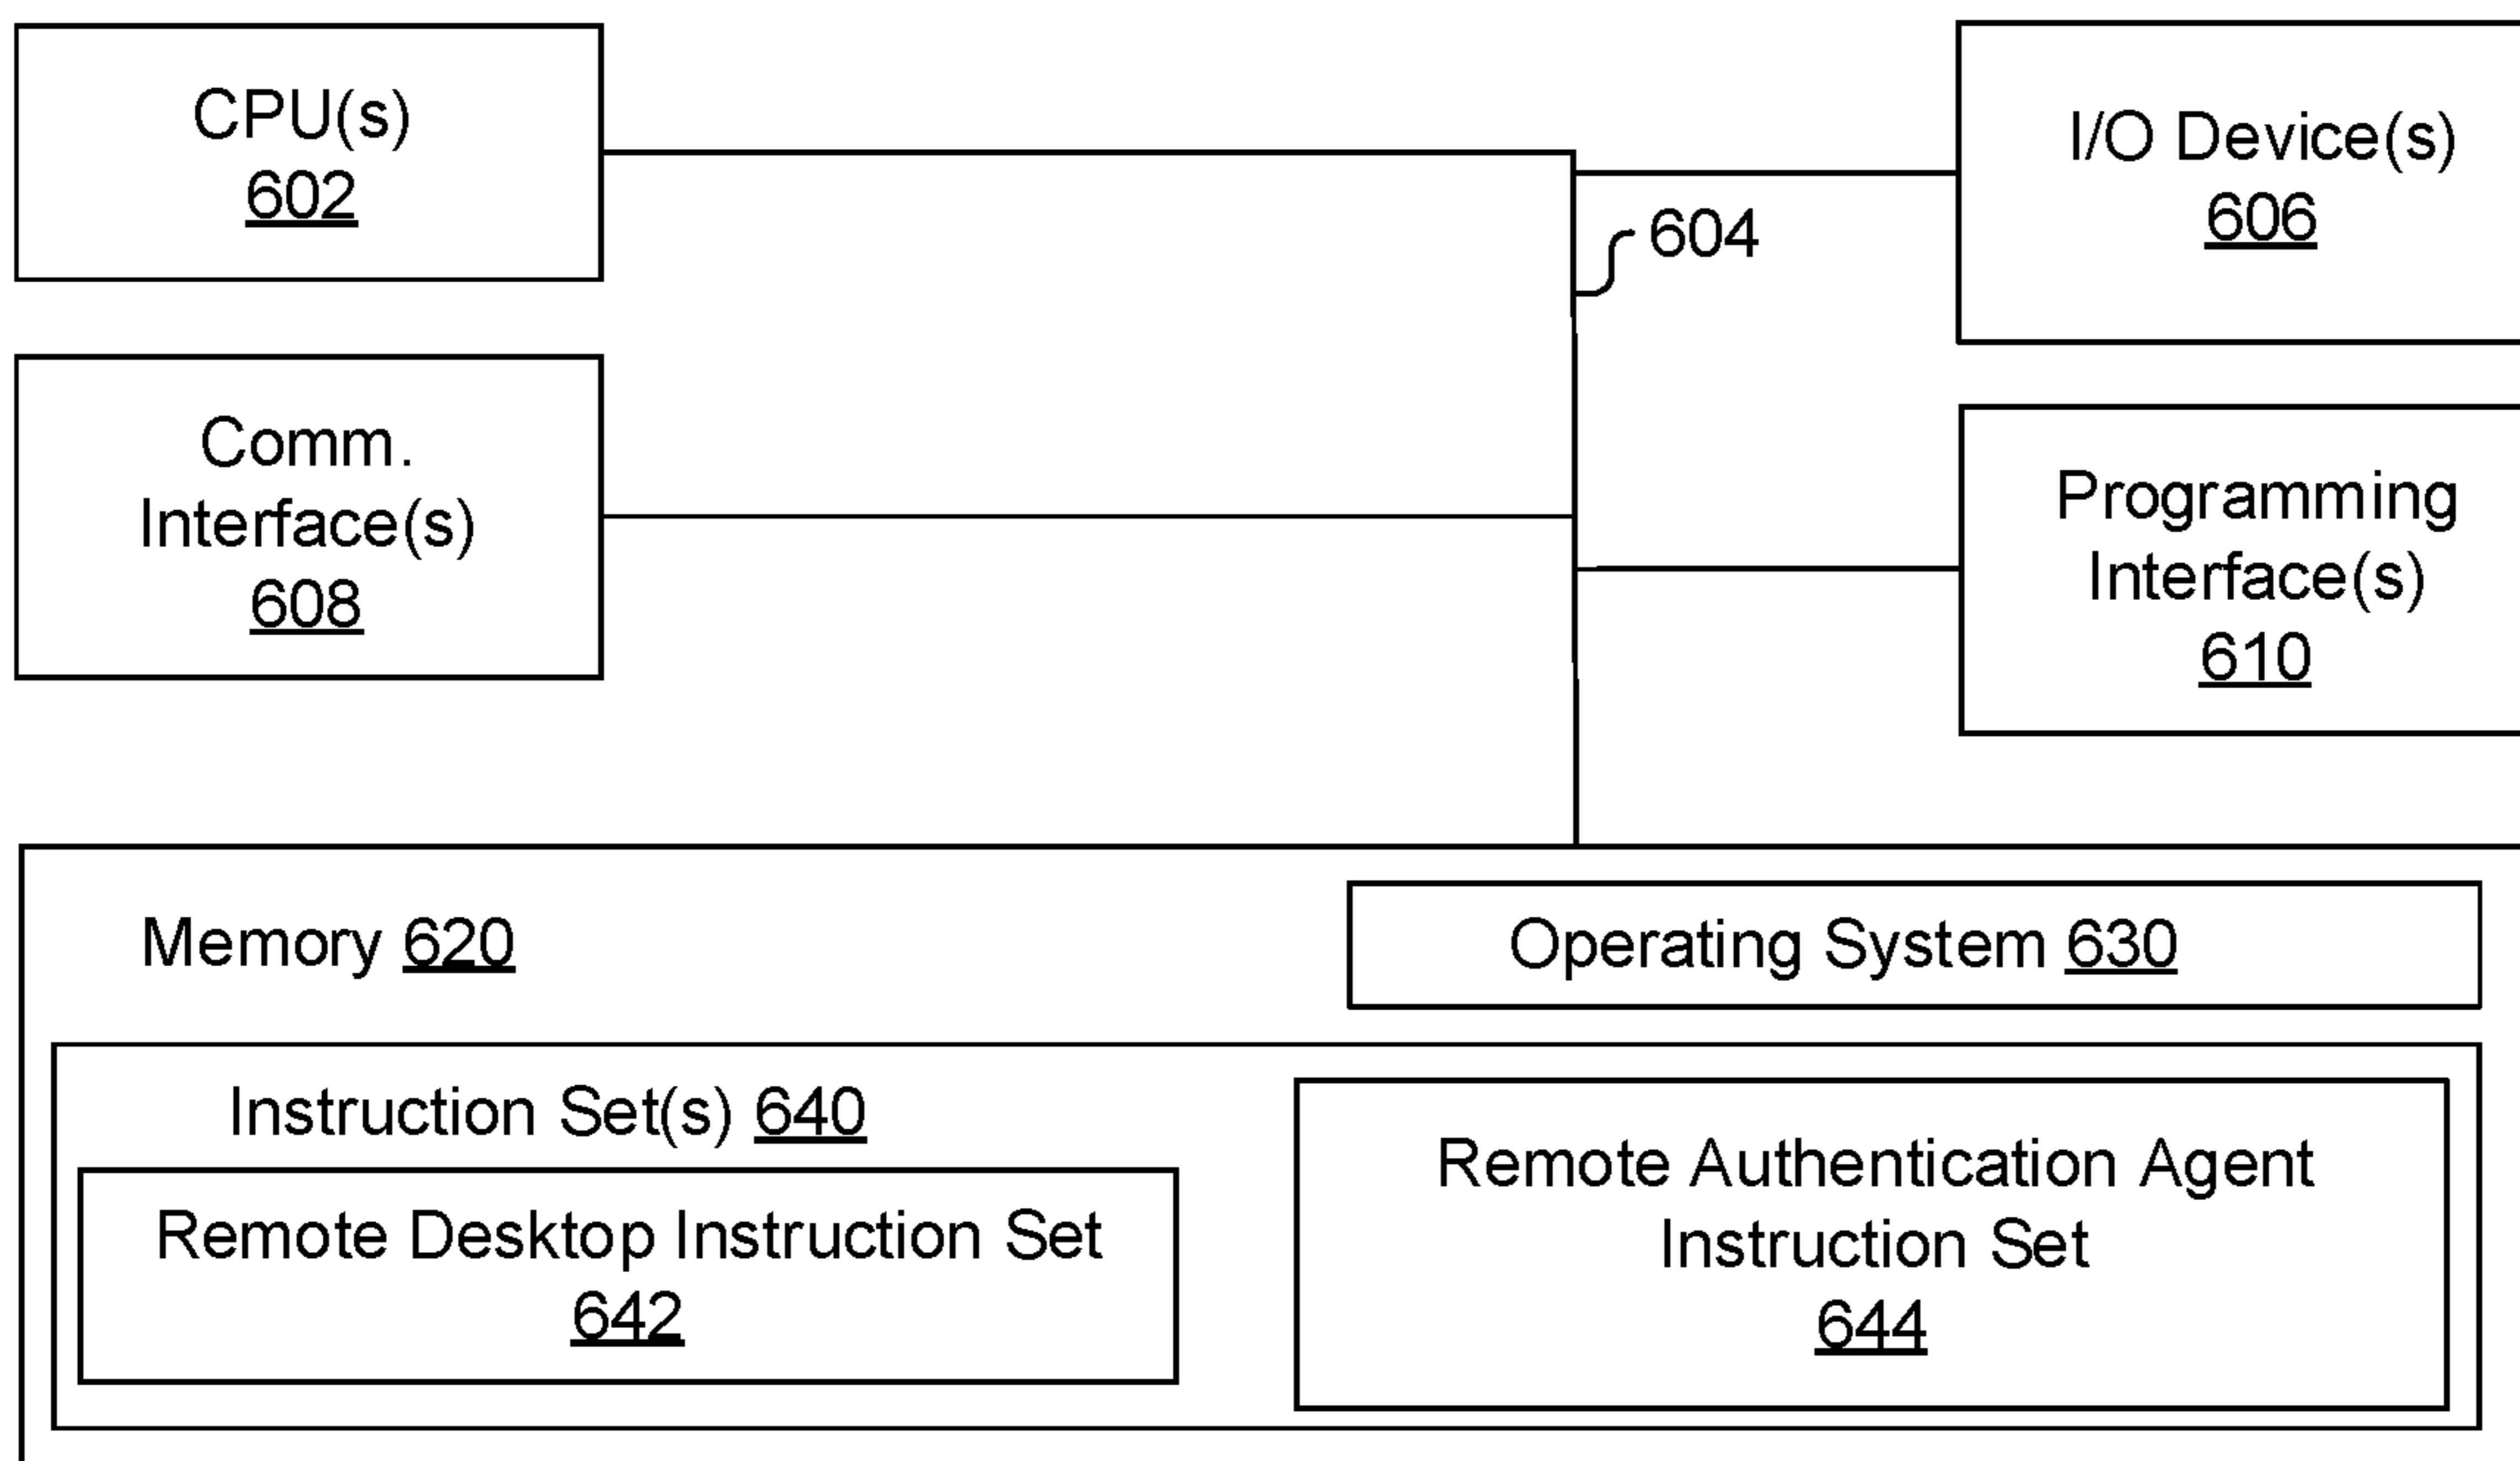 CPU(s)
602
I/O Device(s)
606
604
Comm.
Interface(s)
608
Programming
Interface(s)
610
Memory 620
Operating System 630
Instruction Set(s) 640
Remote Desktop Instruction Set
642
Remote Authentication Agent
Instruction Set
644